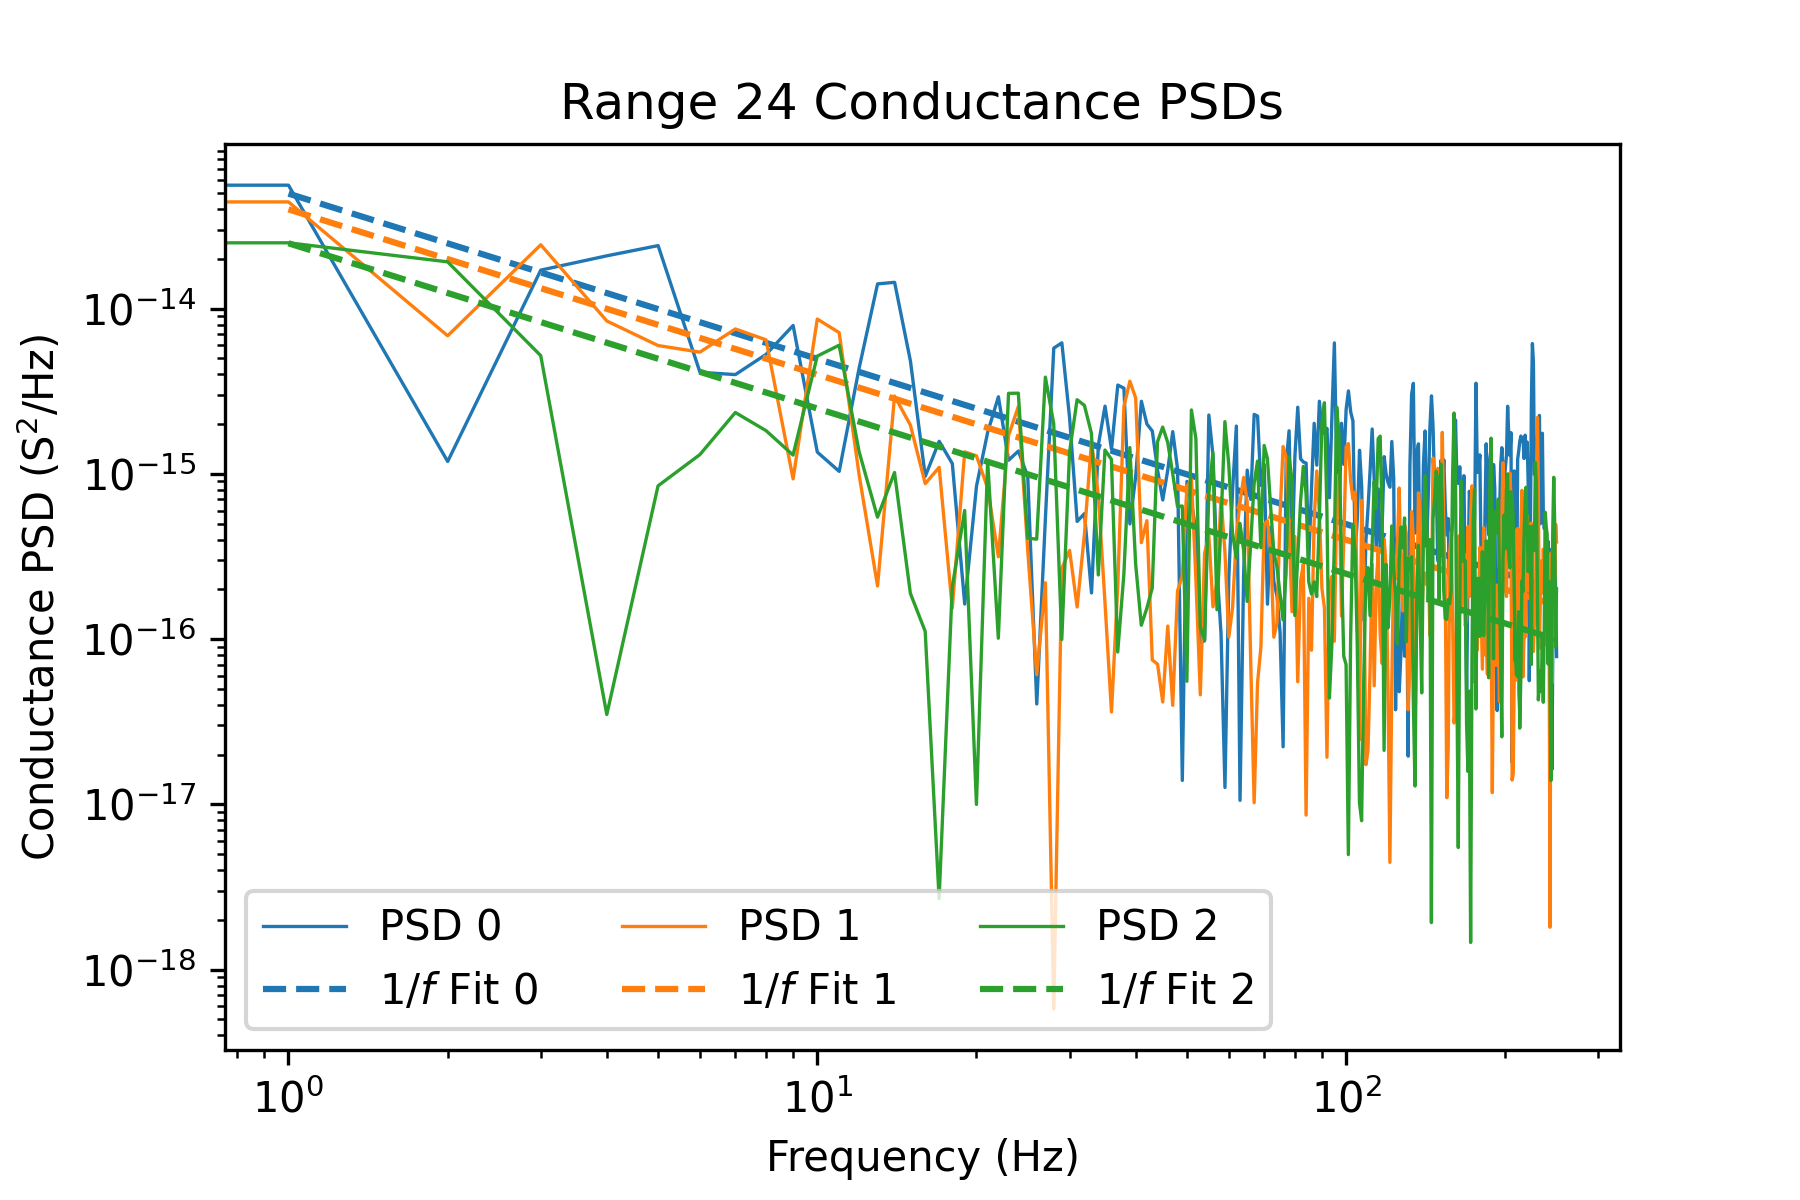 Range 24 Conductance PSDs
Conductance PSD (S²/Hz)
10⁻¹⁴
10⁻¹⁵
10⁻¹⁶
10⁻¹⁷
10⁻¹⁸
PSD 0 PSD 1 PSD 2
1/f Fit 0 1/f Fit 1 1/f Fit 2
10⁰ 10¹ 10²
Frequency (Hz)